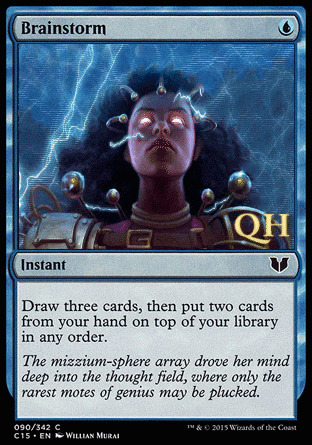 Brainstorm
QH
Instant
Draw three cards, then put two cards
from your hand on top of your library
in any order.
The mizzium-sphere array drove her mind
deep into the thought field, where only the
rarest motes of genius may be plucked.
090/342 C
C15 • EN Willian Murai
™ & © 2015 Wizards of the Coast